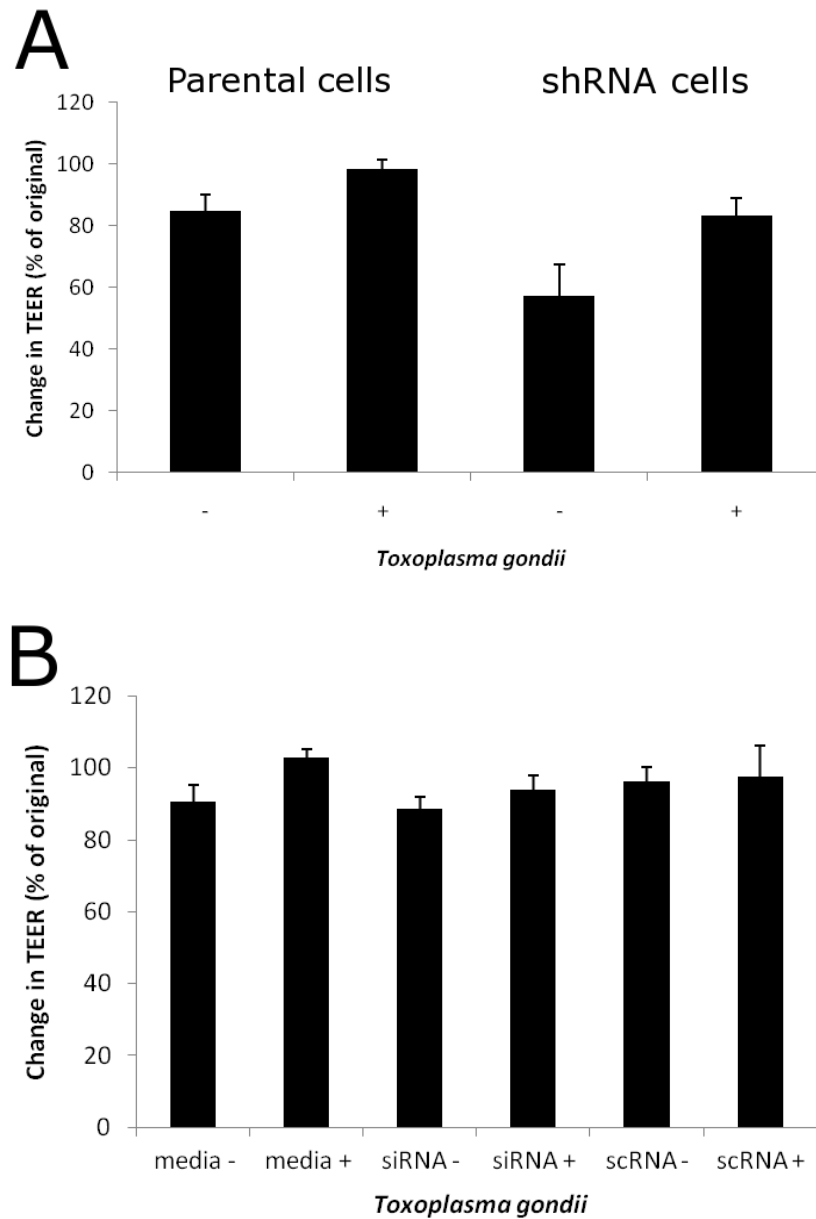 A
Parental cells shRNA cells
120
100
80
60
40
20
0
Change in TEER (% of original)
- + - +
Toxoplasma gondii
B
120
100
80
60
40
20
0
Change in TEER (% of original)
media - media + siRNA - siRNA + scRNA - scRNA +
Toxoplasma gondii